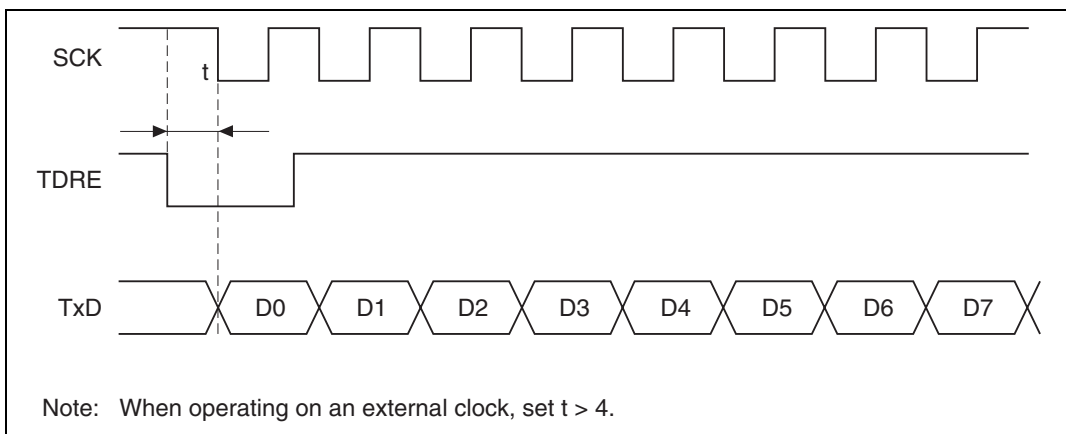 SCK
t
TDRE
TxD D0 D1 D2 D3 D4 D5 D6 D7
Note: When operating on an external clock, set t > 4.